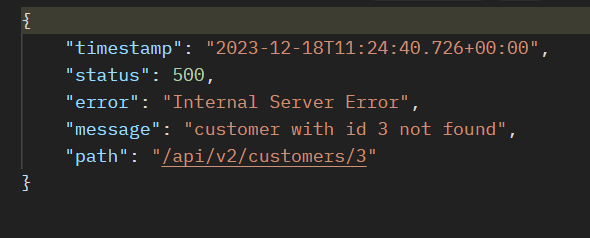 {
"timestamp": "2023-12-18T11:24:40.726+00:00",
"status": 500,
"error": "Internal Server Error",
"message": "customer with id 3 not found",
"path": "/api/v2/customers/3"
}